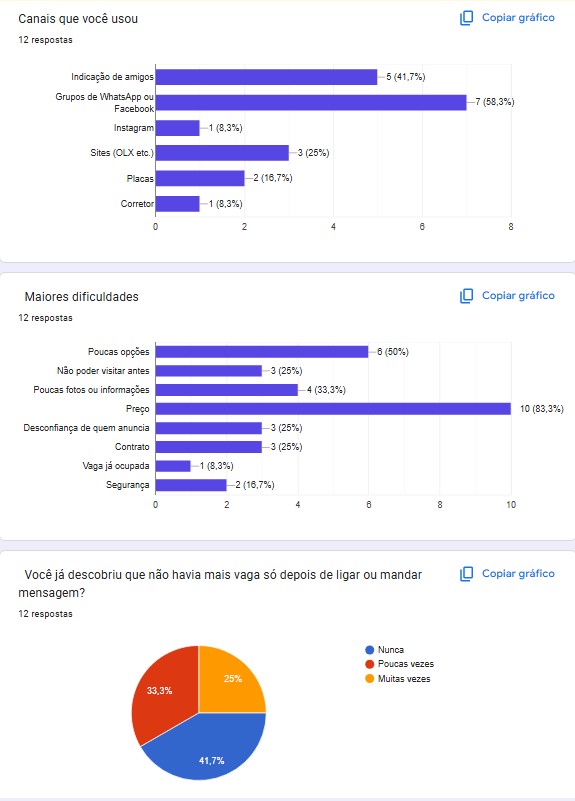 Canais que você usou
Copiar gráfico
12 respostas
Indicação de amigos
5 (41,7%)
Grupos de WhatsApp ou
Facebook
7 (58,3%)
Instagram
1 (8,3%)
Sites (OLX etc.)
3 (25%)
Placas
2 (16,7%)
Corretor
1 (8,3%)
0 2 4 6 8
Maiores dificuldades
Copiar gráfico
12 respostas
Poucas opções
6 (50%)
Não poder visitar antes
3 (25%)
Poucas fotos ou informações
4 (33,3%)
Preço
10 (83,3%)
Desconfiança de quem anuncia
3 (25%)
Contrato
3 (25%)
Vaga já ocupada
1 (8,3%)
Segurança
2 (16,7%)
0 2 4 6 8 10
Você já descobriu que não havia mais vaga só depois de ligar ou mandar
mensagem?
Copiar gráfico
12 respostas
Nunca
Poucas vezes
Muitas vezes
25%
33,3%
41,7%